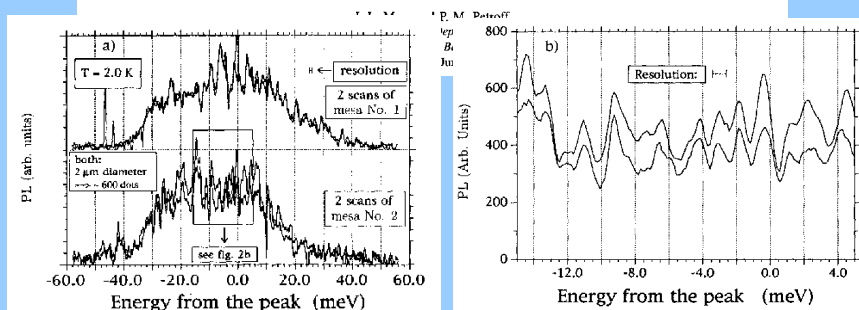 P. M. Petroff
a)
T = 2.0 K
resolution
2 scans of
mesa No. 1
both:
2 μm diameter
~ 600 dots
2 scans of
mesa No. 2
see fig. 2b
PL (arb. units)
-60.0 -40.0 -20.0 0.0 20.0 40.0 60.0
Energy from the peak (meV)
b)
Resolution:
PL (Arb. Units)
800
600
400
200
0
-12.0 -8.0 -4.0 0.0 4.0
Energy from the peak (meV)